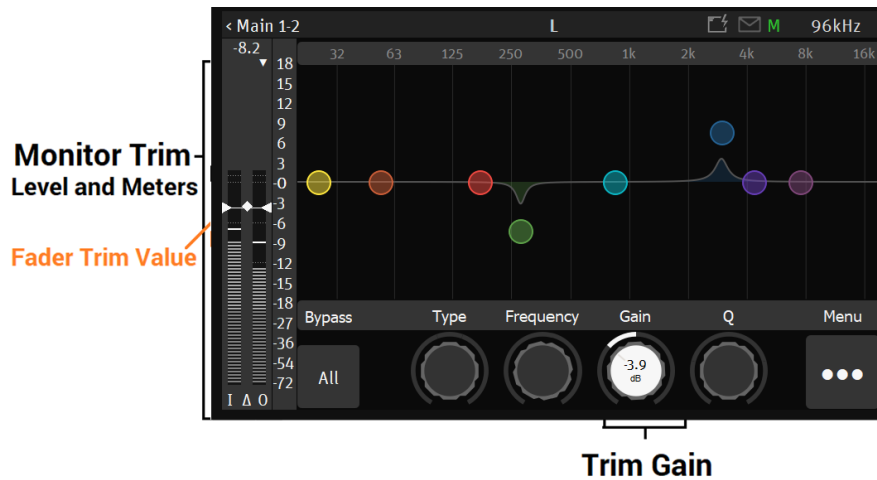 < Main 1-2
L
M
96kHz
-8.2
32 63 125 250 500 1k 2k 4k 8k 16k
18
15
12
9
6
3
-0
-3
-6
-9
-12
-15
-18
-27
-36
-54
-72
I Δ O
Monitor Trim
Level and Meters
Fader Trim Value
Bypass Type Frequency Gain Q Menu
All
-3.9
dB
Trim Gain